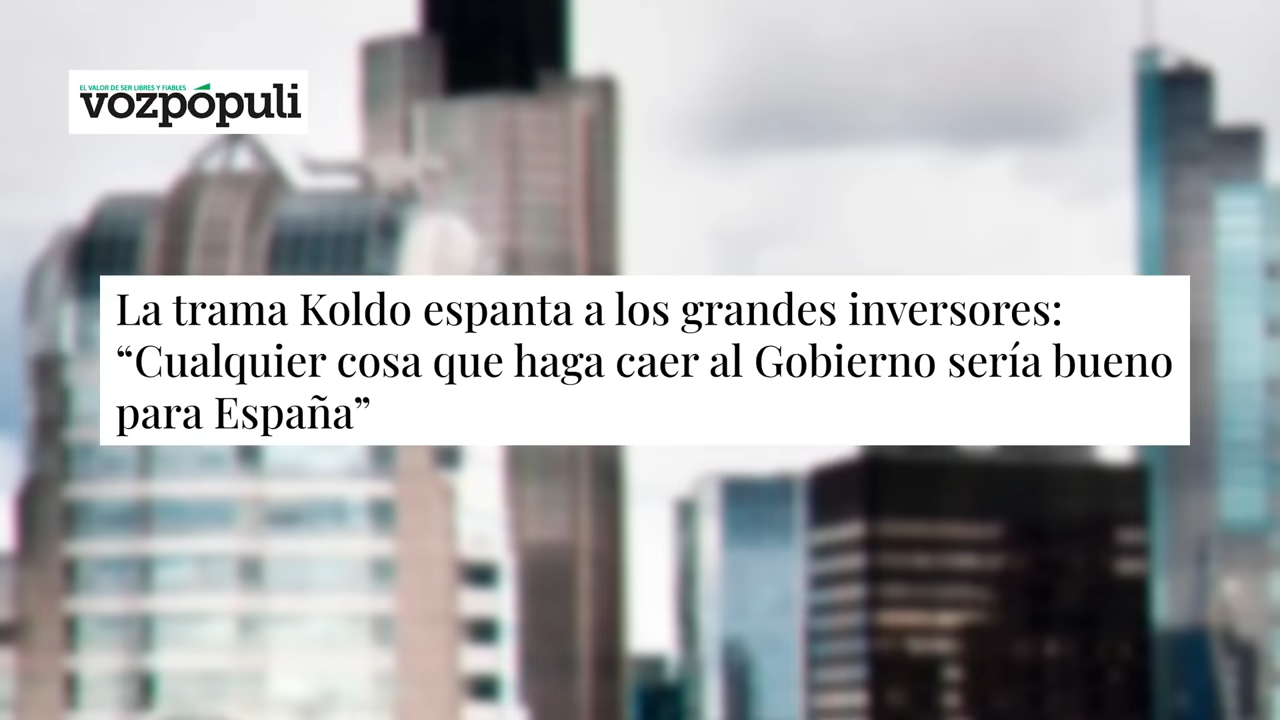 EL VALOR DE SER LIBRES Y FIABLES
vozpópuli
La trama Koldo espanta a los grandes inversores:
“Cualquier cosa que haga caer al Gobierno sería bueno
para España”